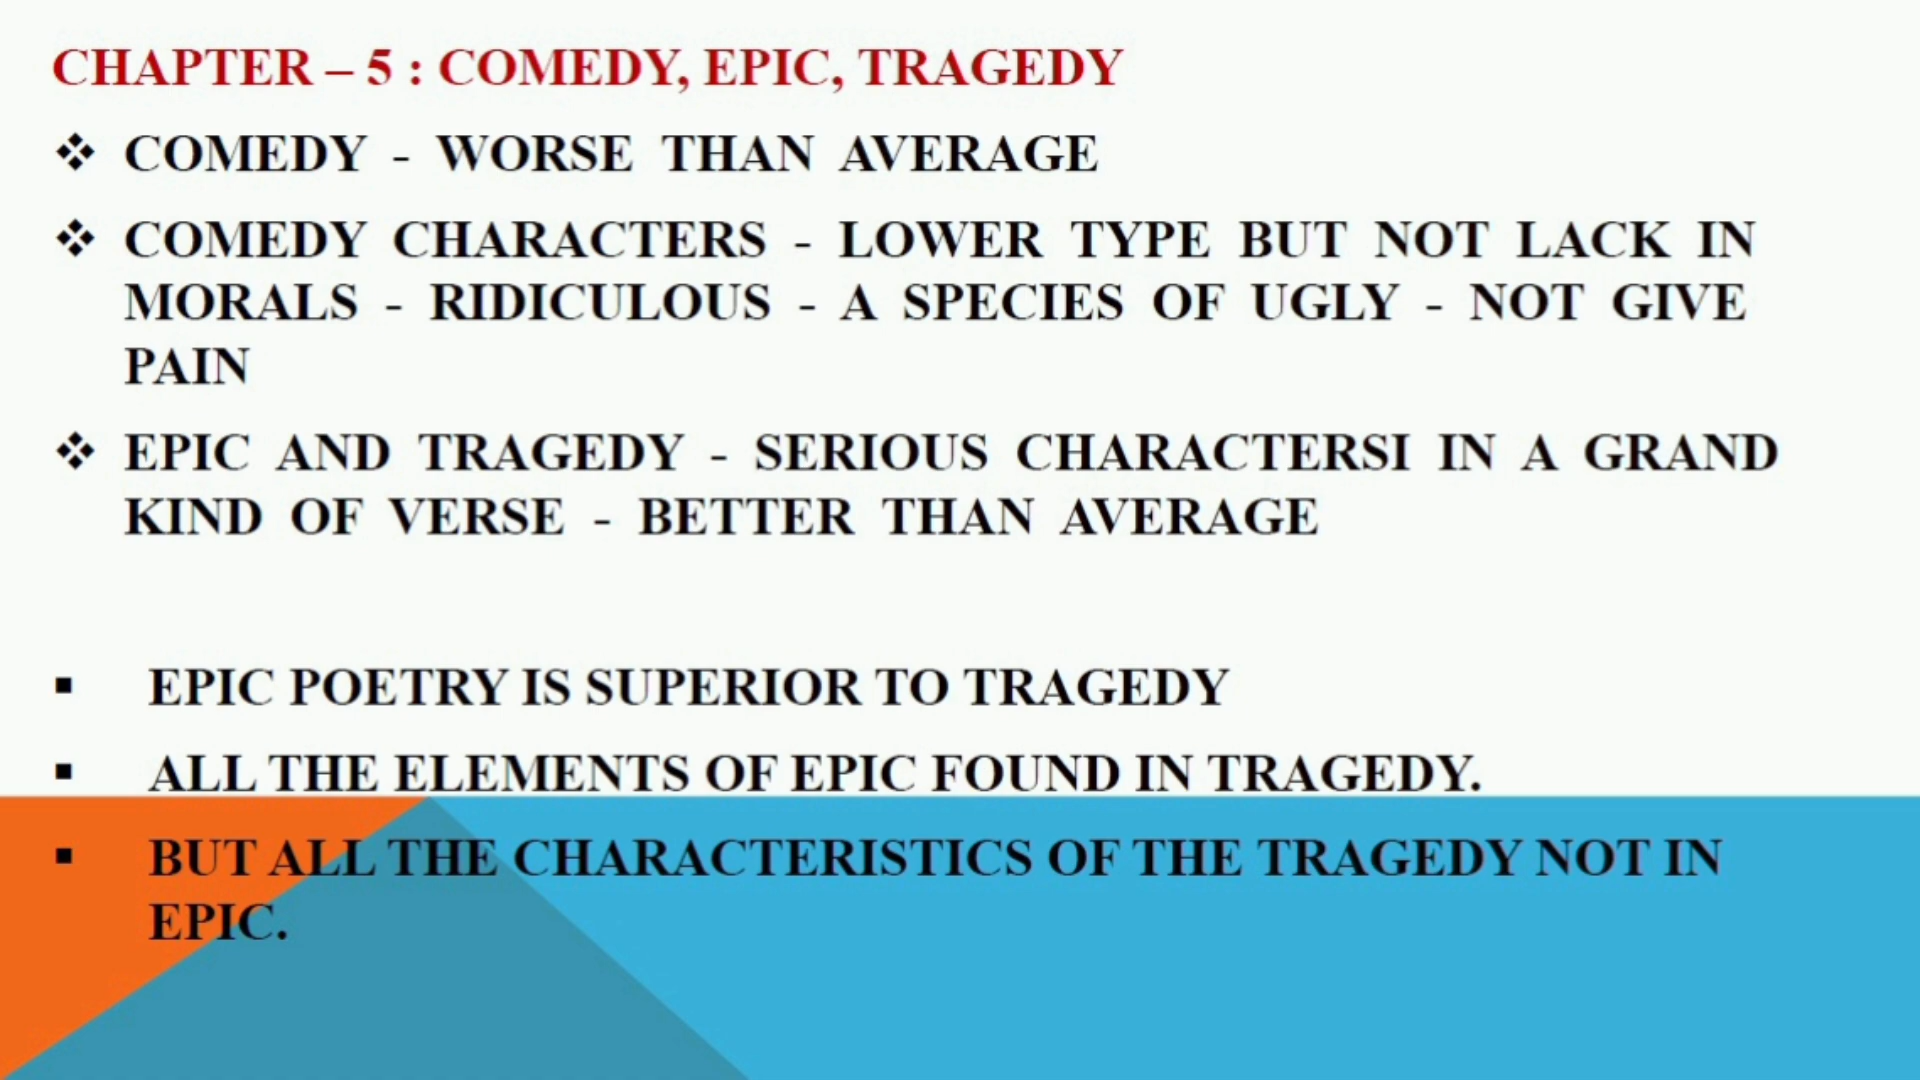 CHAPTER – 5 : COMEDY, EPIC, TRAGEDY
❖ COMEDY - WORSE THAN AVERAGE
❖ COMEDY CHARACTERS - LOWER TYPE BUT NOT LACK IN
MORALS - RIDICULOUS - A SPECIES OF UGLY - NOT GIVE
PAIN
❖ EPIC AND TRAGEDY - SERIOUS CHARACTERSI IN A GRAND
KIND OF VERSE - BETTER THAN AVERAGE
▪ EPIC POETRY IS SUPERIOR TO TRAGEDY
▪ ALL THE ELEMENTS OF EPIC FOUND IN TRAGEDY.
▪ BUT ALL THE CHARACTERISTICS OF THE TRAGEDY NOT IN
EPIC.